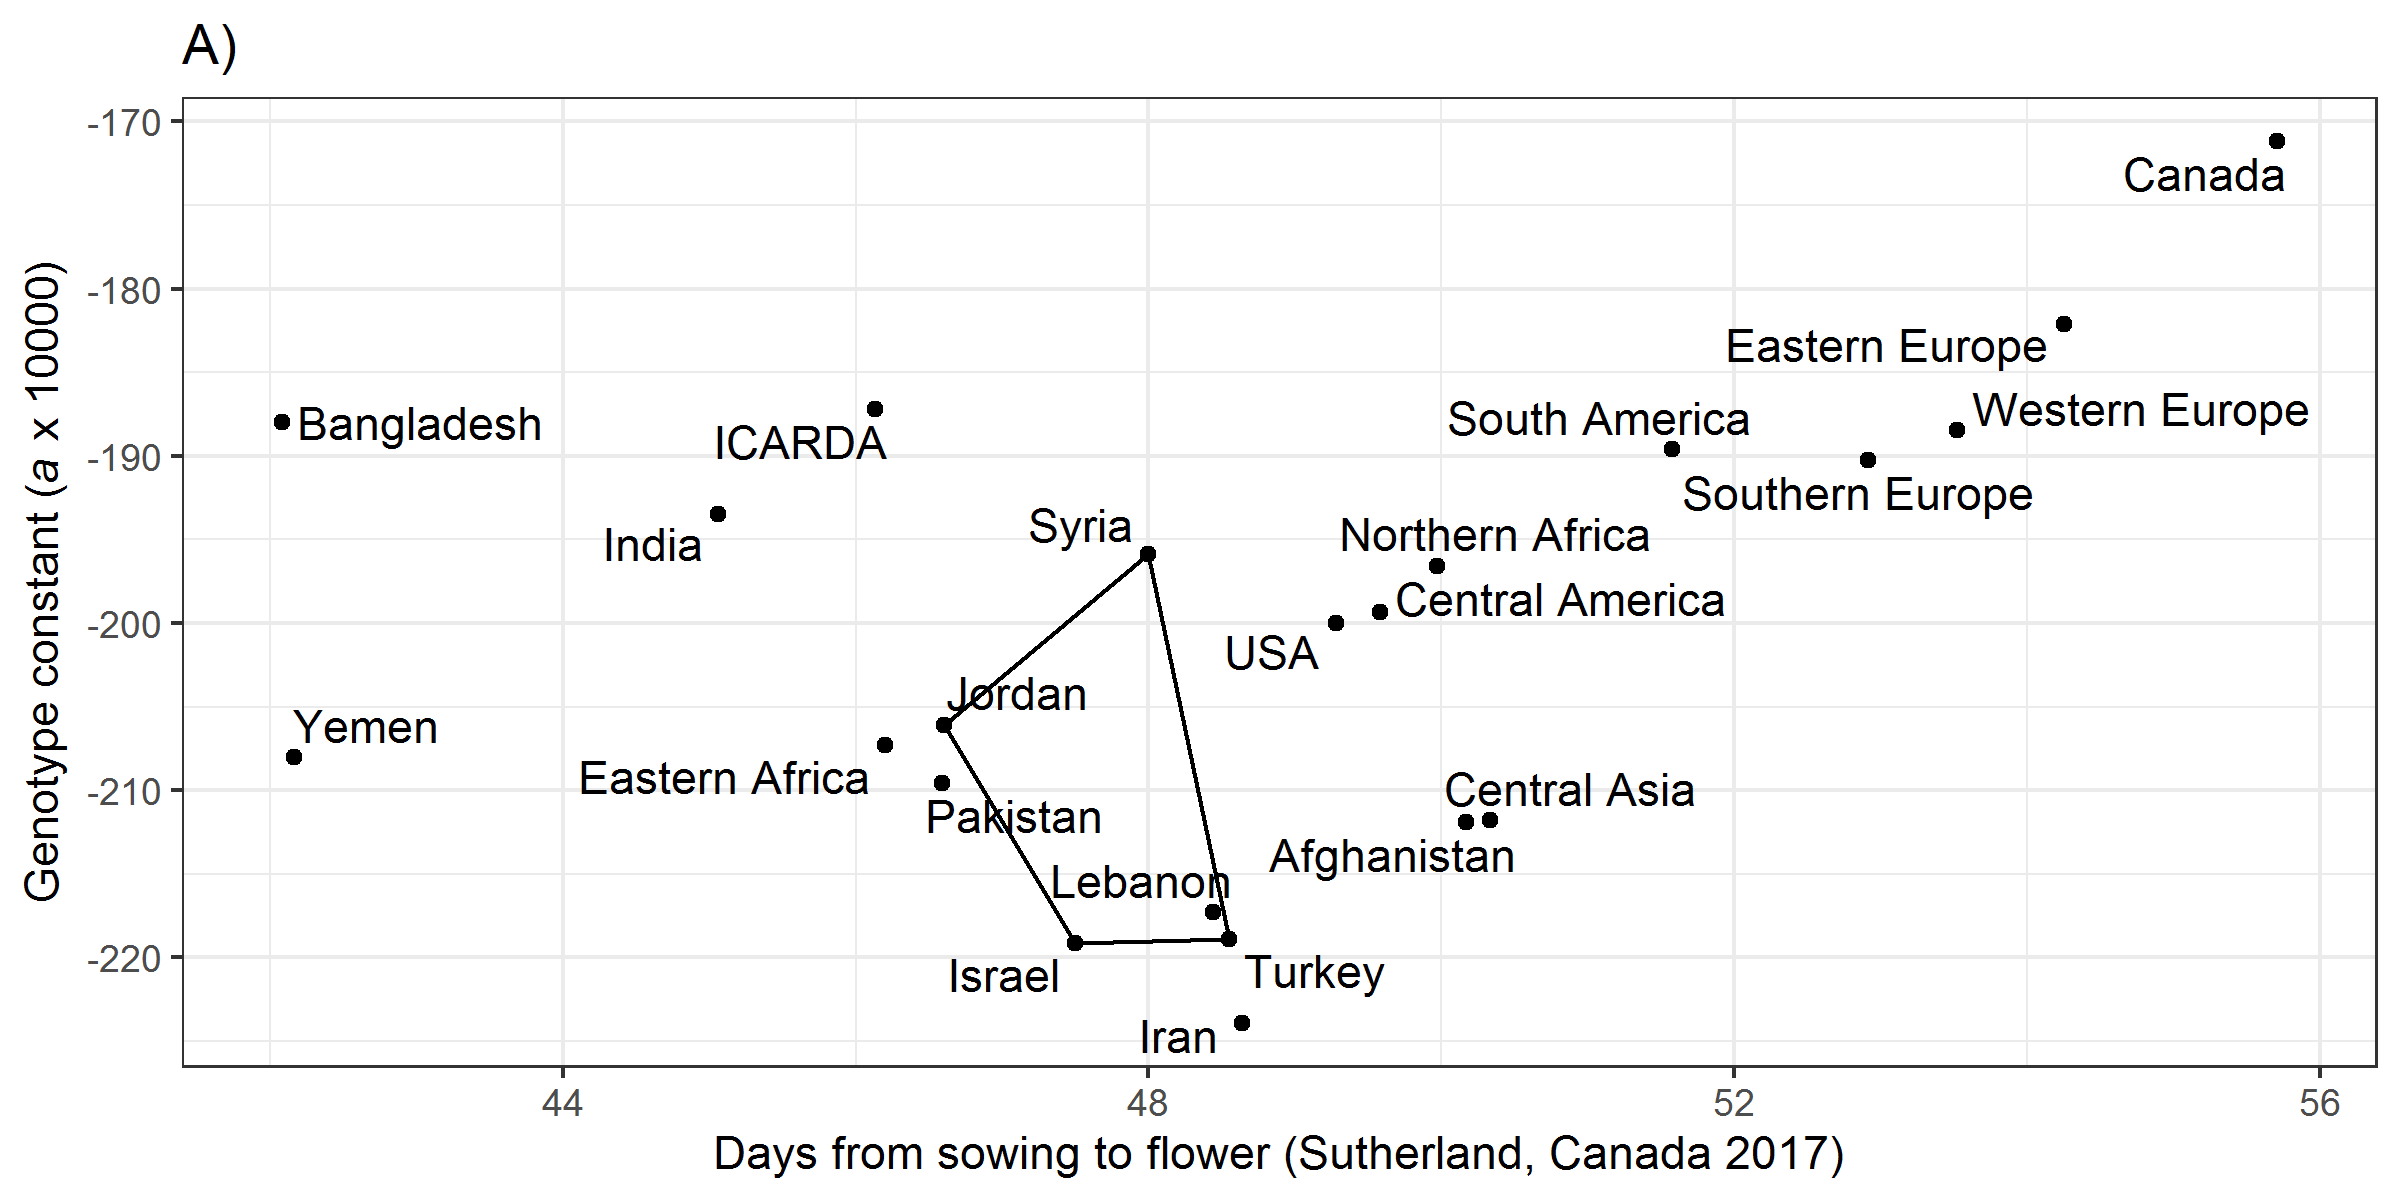 A)
Genotype constant (a x 10000)
-170
-180
-190
-200
-210
-220
Canada
Eastern Europe
Western Europe
South America
Southern Europe
Bangladesh
ICARDA
India
Syria
Northern Africa
Central America
USA
Jordan
Yemen
Eastern Africa
Pakistan
Central Asia
Afghanistan
Lebanon
Israel
Turkey
Iran
44
48
52
56
Days from sowing to flower (Sutherland, Canada 2017)